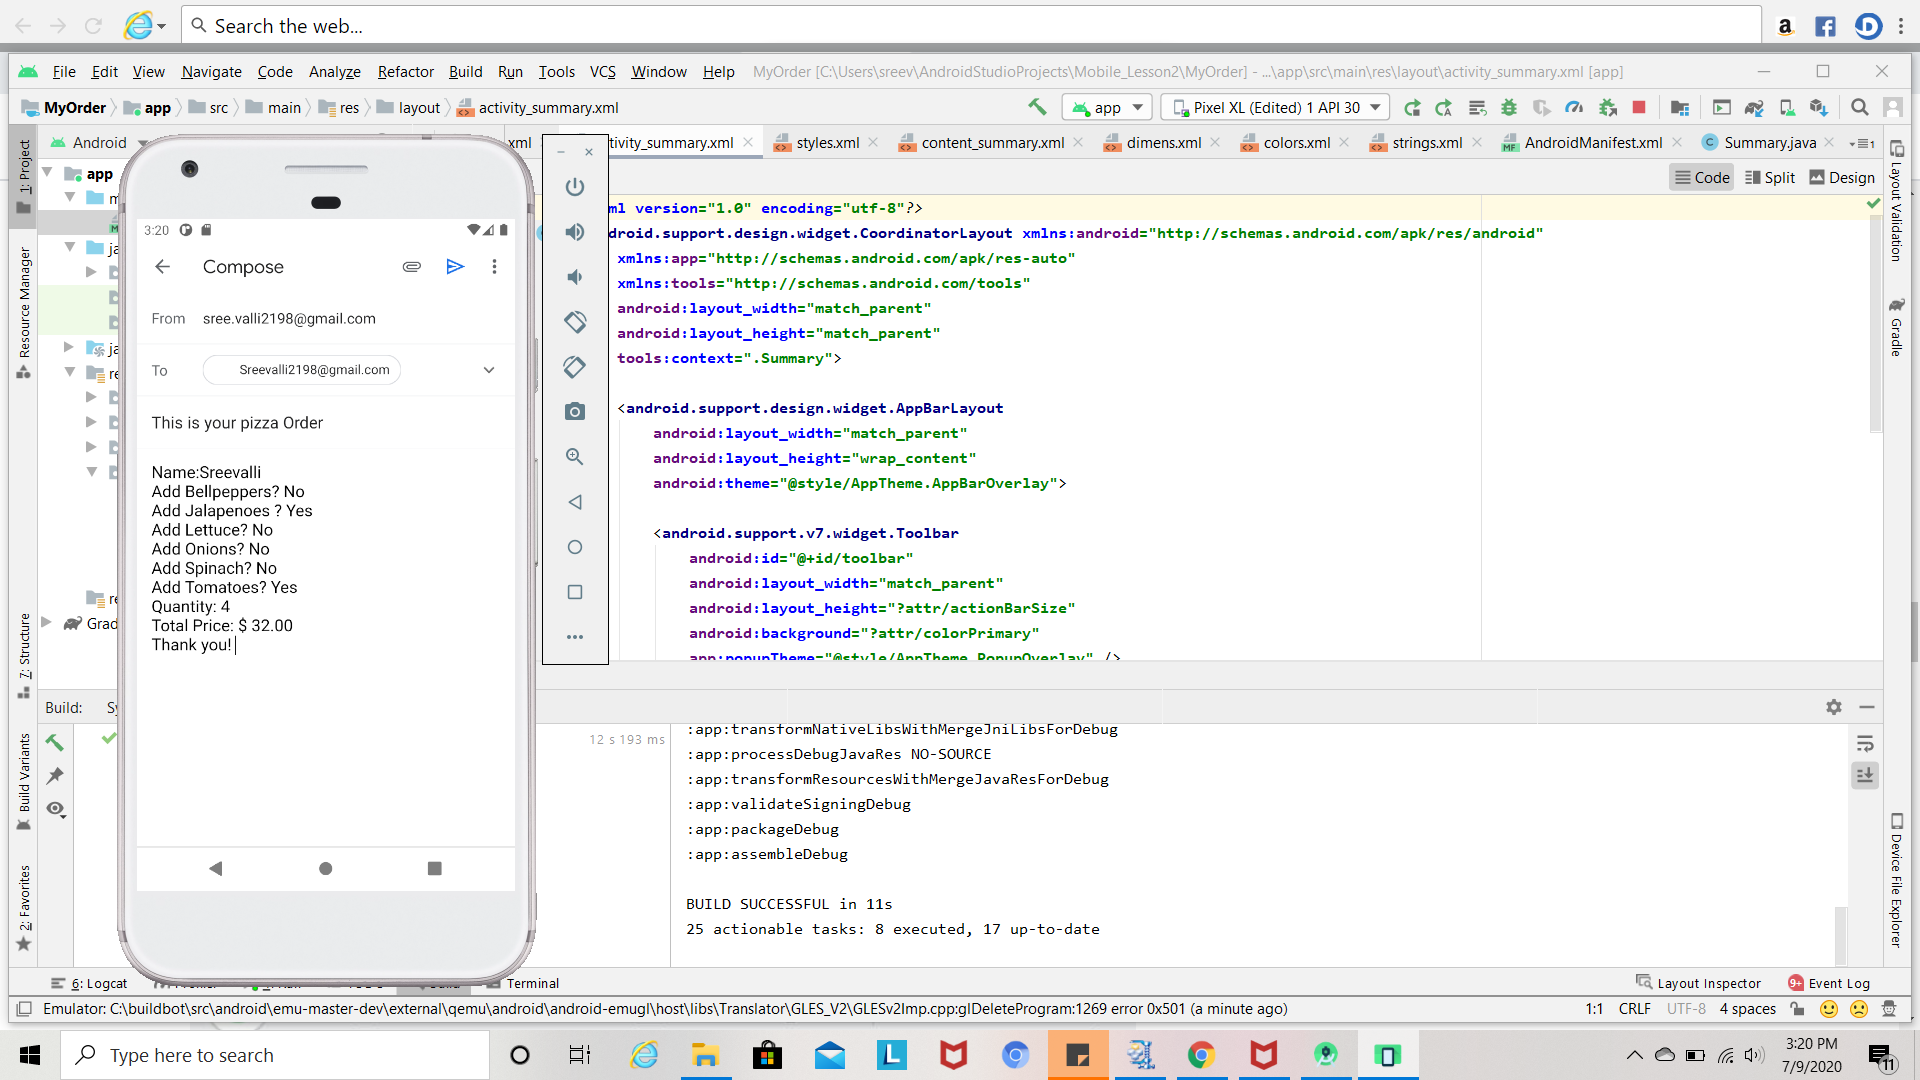 Search the web...
File Edit View Navigate Code Analyze Refactor Build Run Tools VCS Window Help MyOrder [C:\Users\sreev\AndroidStudioProjects\Mobile_Lesson2\MyOrder] - ...\app\src\main\res\layout\activity_summary.xml [app]
MyOrder app src main res layout activity_summary.xml app Pixel XL (Edited) 1 API 30
Android xml tivity_summary.xml styles.xml content_summary.xml dimens.xml colors.xml strings.xml AndroidManifest.xml Summary.java
Code Split Design
1: Project
Resource Manager
7: Structure
Build Variants
2: Favorites
Layout Validation
Gradle
Device File Explorer
app
Grad
3:20
Compose
From sree.valli2198@gmail.com
To Sreevalli2198@gmail.com
This is your pizza Order
Name:Sreevalli
Add Bellpeppers? No
Add Jalapenoes ? Yes
Add Lettuce? No
Add Onions? No
Add Spinach? No
Add Tomatoes? Yes
Quantity: 4
Total Price: $ 32.00
Thank you!
ml version="1.0" encoding="utf-8"?>
droid.support.design.widget.CoordinatorLayout xmlns:android="http://schemas.android.com/apk/res/android"
xmlns:app="http://schemas.android.com/apk/res-auto"
xmlns:tools="http://schemas.android.com/tools"
android:layout_width="match_parent"
android:layout_height="match_parent"
tools:context=".Summary">
<android.support.design.widget.AppBarLayout
android:layout_width="match_parent"
android:layout_height="wrap_content"
android:theme="@style/AppTheme.AppBarOverlay">
<android.support.v7.widget.Toolbar
android:id="@+id/toolbar"
android:layout_width="match_parent"
android:layout_height="?attr/actionBarSize"
android:background="?attr/colorPrimary"
app:popupTheme="@style/AppTheme.PopupOverlay" />
Build: Sy
12 s 193 ms
:app:transformNativeLibsWithMergeJniLibsForDebug
:app:processDebugJavaRes NO-SOURCE
:app:transformResourcesWithMergeJavaResForDebug
:app:validateSigningDebug
:app:packageDebug
:app:assembleDebug
BUILD SUCCESSFUL in 11s
25 actionable tasks: 8 executed, 17 up-to-date
6: Logcat Terminal Layout Inspector 9+ Event Log
Emulator: C:\buildbot\src\android\emu-master-dev\external\qemu\android\android-emugl\host\libs\Translator\GLES_V2\GLESv2Imp.cpp:glDeleteProgram:1269 error 0x501 (a minute ago) 1:1 CRLF UTF-8 4 spaces
Type here to search
3:20 PM
7/9/2020
11